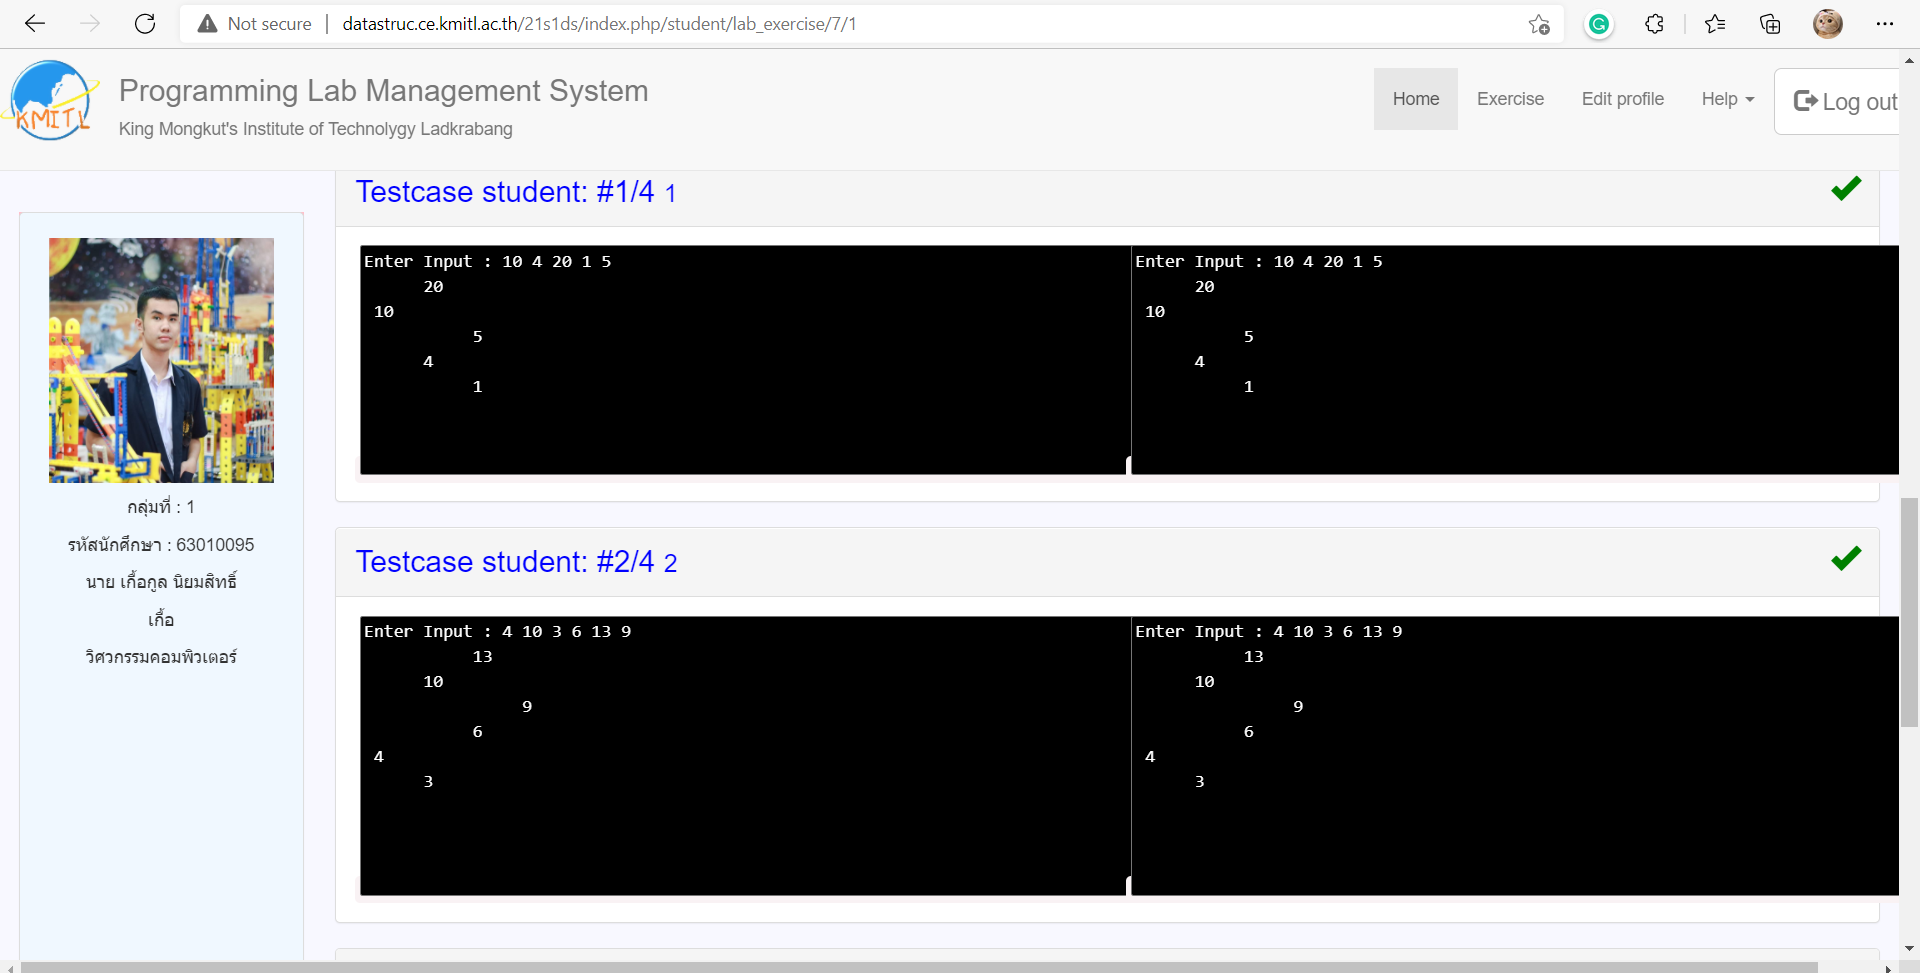 Not secure
datastruc.ce.kmitl.ac.th/21s1ds/index.php/student/lab_exercise/7/1
KMITL
Programming Lab Management System
King Mongkut's Institute of Technolygy Ladkrabang
Home
Exercise
Edit profile
Help
Log out
กลุ่มที่ : 1
รหัสนักศึกษา : 63010095
นาย เกื้อกูล นิยมสิทธิ์
เกื้อ
วิศวกรรมคอมพิวเตอร์
Testcase student: #1/4 1
Enter Input : 10 4 20 1 5
20
10
5
4
1
Enter Input : 10 4 20 1 5
20
10
5
4
1
Testcase student: #2/4 2
Enter Input : 4 10 3 6 13 9
13
10
9
6
4
3
Enter Input : 4 10 3 6 13 9
13
10
9
6
4
3